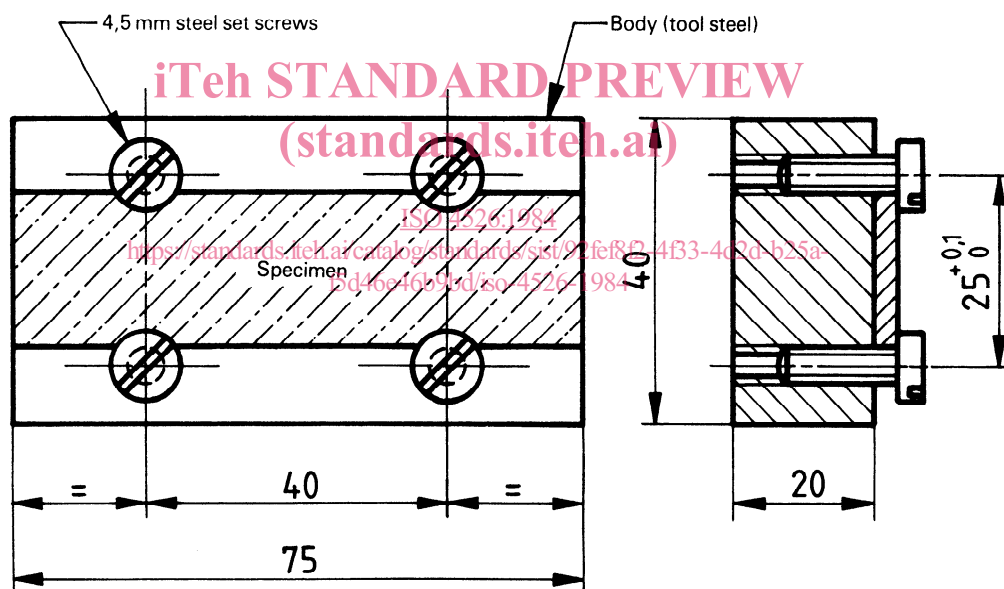 4,5 mm steel set screws
Body (tool steel)
iTeh STANDARD PREVIEW
(standards.iteh.ai)
ISO 4526:1984
https://standards.iteh.ai/catalog/standards/sist/92fef8f2-4f33-4d2d-b25a-
f5d46e46b9bd/iso-4526-1984
Specimen
40
25 +0,1 0
= 40 = 20
75